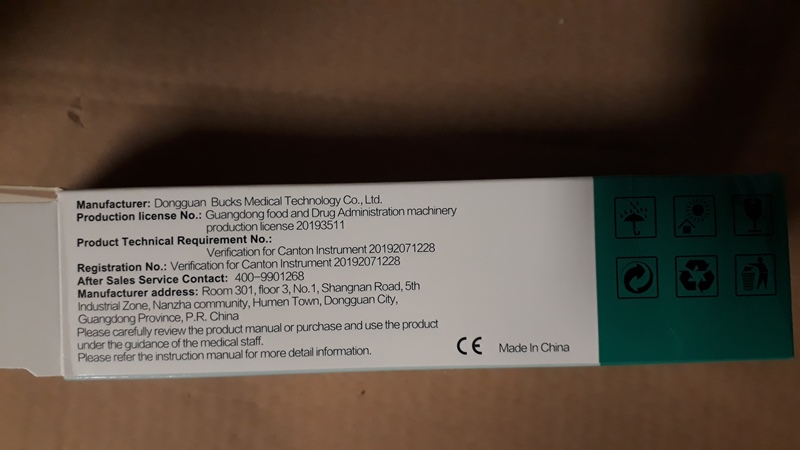 Manufacturer: Dongguan Bucks Medical Technology Co., Ltd.
Production license No.: Guangdong food and Drug Administration machinery
production license 20193511
Product Technical Requirement No.:
Verification for Canton Instrument 20192071228
Registration No.: Verification for Canton Instrument 20192071228
After Sales Service Contact: 400-9901268
Manufacturer address: Room 301, floor 3, No.1, Shangnan Road, 5th
Industrial Zone, Nanzha community, Humen Town, Dongguan City,
Guangdong Province, P.R. China
Please carefully review the product manual or purchase and use the product
under the guidance of the medical staff.
Please refer the instruction manual for more detail information.
CE Made In China